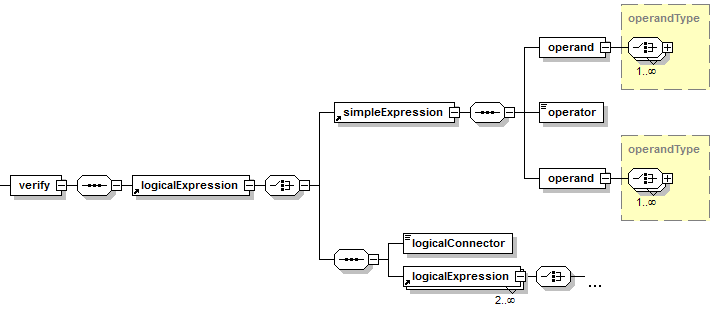 operandType
operand
1..∞
simpleExpression
operator
operandType
operand
1..∞
verify
logicalExpression
logicalConnector
logicalExpression
...
2..∞